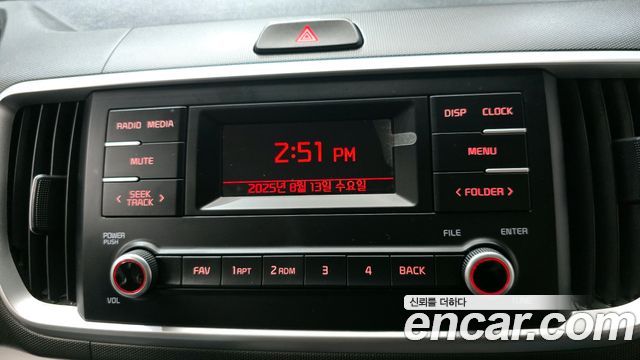 RADIO MEDIA
MUTE
< SEEK TRACK >
2:51 PM
2025년 8월 13일 수요일
DISP CLOCK
MENU
< FOLDER >
POWER PUSH
VOL
FAV 1 RPT 2 RDM 3 4 BACK
FILE ENTER
신뢰를 더하다
encar.com